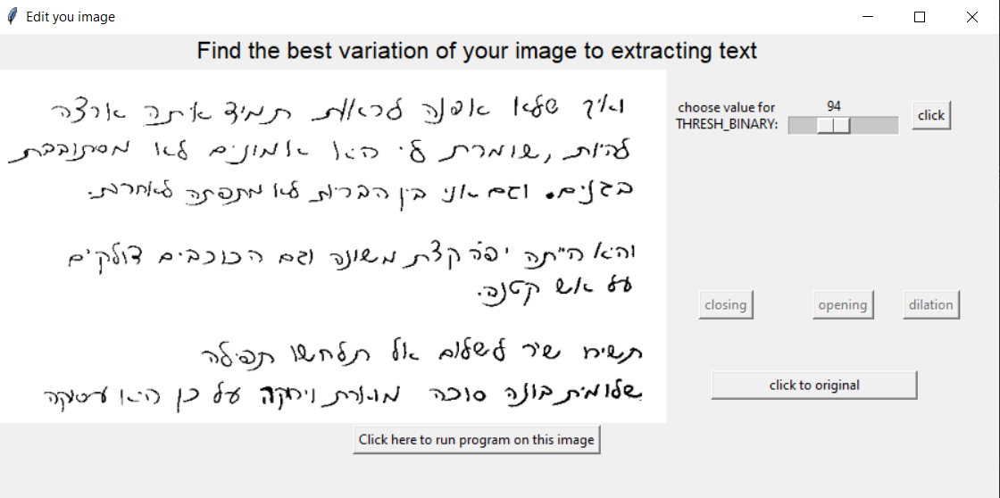 Edit you image
Find the best variation of your image to extracting text
ואיך שלא אפנה לראות תמיד איתה ארצה
להיות, שומרת לי היא אמונים לא מסתובבת
בגנים. וגם אני בין הבריות לא מתפתה לאחרת.
והיא הייתה יפה קצת משונה וגם הכוכבים דולקים
על אש קטנה.
תשיח שיר לשלום אל תלחשו תפילה
שלומית בונה סוכה מוארת וירוקה על כן היא עסוקה
choose value for
THRESH_BINARY:
94
click
closing
opening
dilation
click to original
Click here to run program on this image